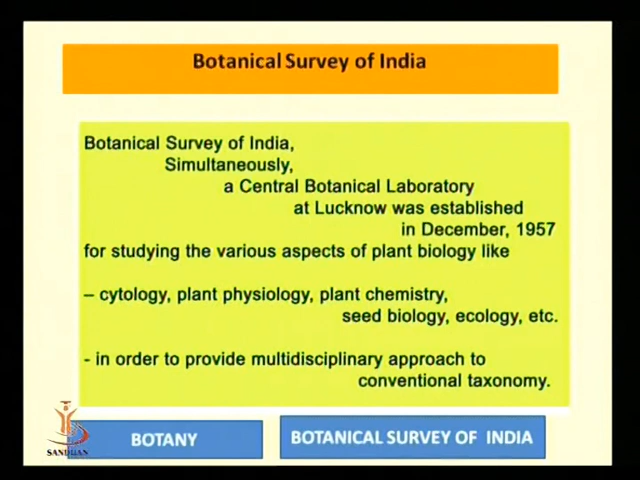 Botanical Survey of India
Botanical Survey of India,
Simultaneously,
a Central Botanical Laboratory
at Lucknow was established
in December, 1957
for studying the various aspects of plant biology like
– cytology, plant physiology, plant chemistry,
seed biology, ecology, etc.
- in order to provide multidisciplinary approach to
conventional taxonomy.
SANDHAN
BOTANY
BOTANICAL SURVEY OF INDIA